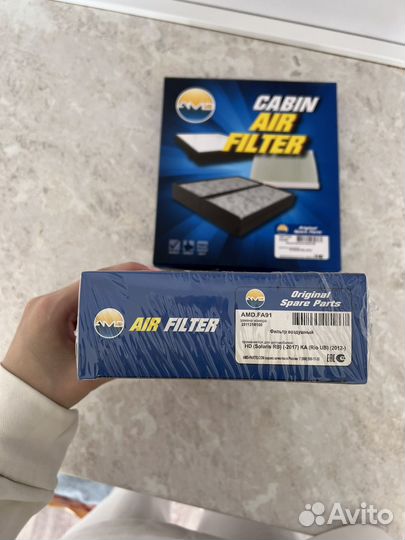 AMD
CABIN
AIR
FILTER
Original
Spare Parts
AMD
AIR FILTER
Original
Spare Parts
AMD.FA91
Фильтр воздушный
HD (Solaris RB) (-2017) KA (Rio UB) (2012-)
EAC
Avito